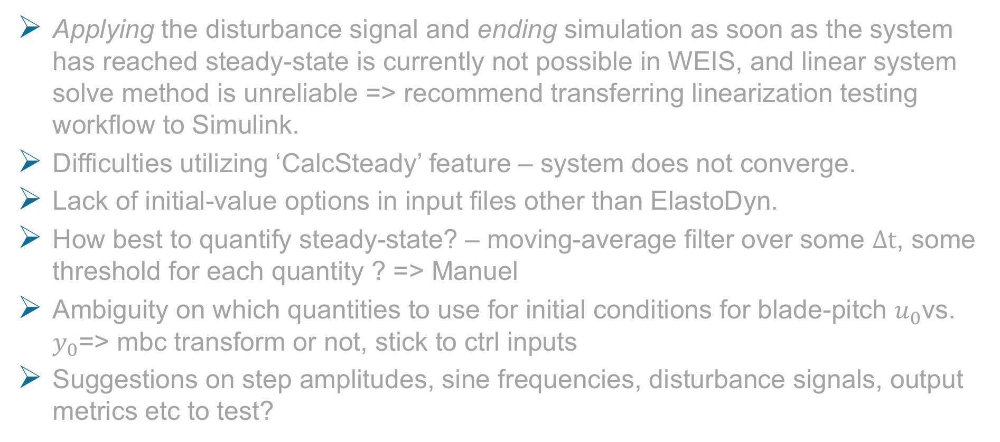 Applying the disturbance signal and ending simulation as soon as the system
has reached steady-state is currently not possible in WEIS, and linear system
solve method is unreliable => recommend transferring linearization testing
workflow to Simulink.
Difficulties utilizing ‘CalcSteady’ feature – system does not converge.
Lack of initial-value options in input files other than ElastoDyn.
How best to quantify steady-state? – moving-average filter over some Δt, some
threshold for each quantity ? => Manuel
Ambiguity on which quantities to use for initial conditions for blade-pitch u₀vs.
y₀=> mbc transform or not, stick to ctrl inputs
Suggestions on step amplitudes, sine frequencies, disturbance signals, output
metrics etc to test?